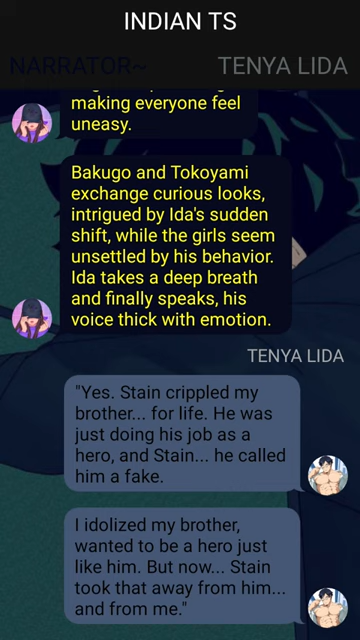 INDIAN TS
NARRATOR~
TENYA LIDA
making everyone feel
uneasy.
Bakugo and Tokoyami
exchange curious looks,
intrigued by Ida's sudden
shift, while the girls seem
unsettled by his behavior.
Ida takes a deep breath
and finally speaks, his
voice thick with emotion.
TENYA LIDA
"Yes. Stain crippled my
brother... for life. He was
just doing his job as a
hero, and Stain... he called
him a fake.
I idolized my brother,
wanted to be a hero just
like him. But now... Stain
took that away from him...
and from me."